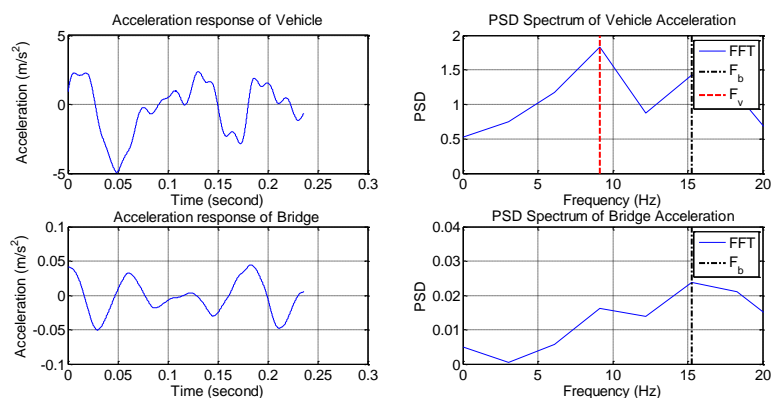 Acceleration response of Vehicle
Acceleration (m/s²)
5
0
-5
0 0.05 0.1 0.15 0.2 0.25 0.3
Time (second)
PSD Spectrum of Vehicle Acceleration
PSD
2
1.5
1
0.5
0
0 5 10 15 20
Frequency (Hz)
FFT
F_b
F_v
Acceleration response of Bridge
Acceleration (m/s²)
0.1
0.05
0
-0.05
-0.1
0 0.05 0.1 0.15 0.2 0.25 0.3
Time (second)
PSD Spectrum of Bridge Acceleration
PSD
0.04
0.03
0.02
0.01
0
0 5 10 15 20
Frequency (Hz)
FFT
F_b